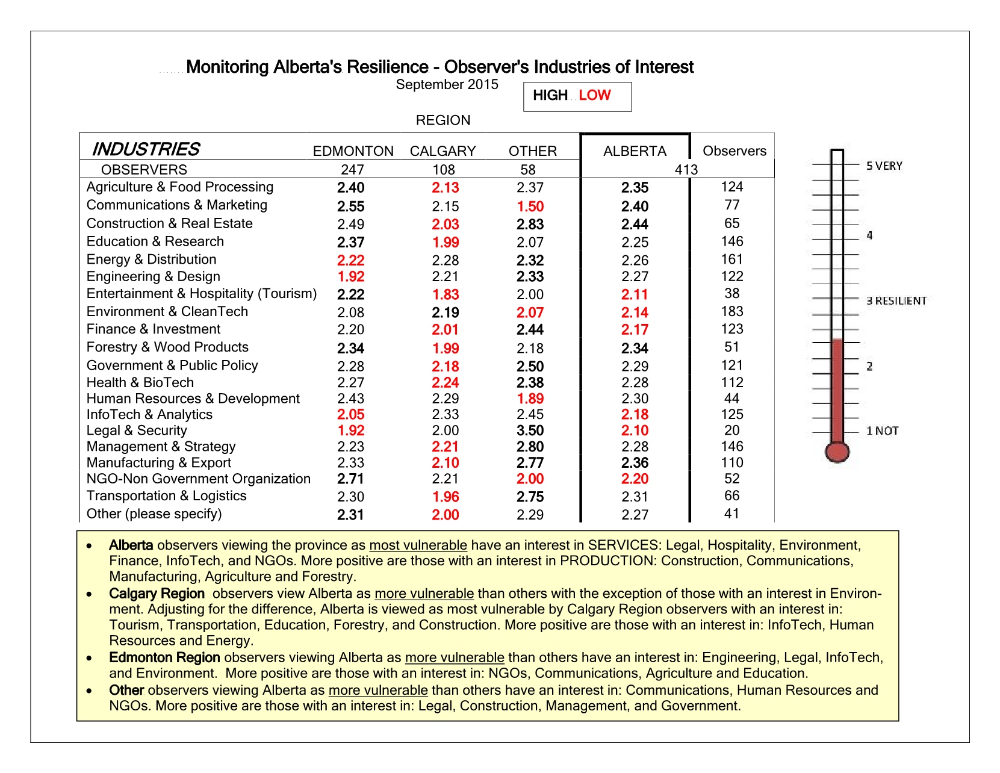 Monitoring Alberta's Resilience - Observer's Industries of Interest
September 2015
HIGH LOW
REGION
INDUSTRIES EDMONTON CALGARY OTHER ALBERTA Observers
OBSERVERS 247 108 58 413
Agriculture & Food Processing 2.40 2.13 2.37 2.35 124
Communications & Marketing 2.55 2.15 1.50 2.40 77
Construction & Real Estate 2.49 2.03 2.83 2.44 65
Education & Research 2.37 1.99 2.07 2.25 146
Energy & Distribution 2.22 2.28 2.32 2.26 161
Engineering & Design 1.92 2.21 2.33 2.27 122
Entertainment & Hospitality (Tourism) 2.22 1.83 2.00 2.11 38
Environment & CleanTech 2.08 2.19 2.07 2.14 183
Finance & Investment 2.20 2.01 2.44 2.17 123
Forestry & Wood Products 2.34 1.99 2.18 2.34 51
Government & Public Policy 2.28 2.18 2.50 2.29 121
Health & BioTech 2.27 2.24 2.38 2.28 112
Human Resources & Development 2.43 2.29 1.89 2.30 44
InfoTech & Analytics 2.05 2.33 2.45 2.18 125
Legal & Security 1.92 2.00 3.50 2.10 20
Management & Strategy 2.23 2.21 2.80 2.28 146
Manufacturing & Export 2.33 2.10 2.77 2.36 110
NGO-Non Government Organization 2.71 2.21 2.00 2.20 52
Transportation & Logistics 2.30 1.96 2.75 2.31 66
Other (please specify) 2.31 2.00 2.29 2.27 41
5 VERY
4
3 RESILIENT
2
1 NOT
• Alberta observers viewing the province as most vulnerable have an interest in SERVICES: Legal, Hospitality, Environment,
Finance, InfoTech, and NGOs. More positive are those with an interest in PRODUCTION: Construction, Communications,
Manufacturing, Agriculture and Forestry.
• Calgary Region observers view Alberta as more vulnerable than others with the exception of those with an interest in Environ-
ment. Adjusting for the difference, Alberta is viewed as most vulnerable by Calgary Region observers with an interest in:
Tourism, Transportation, Education, Forestry, and Construction. More positive are those with an interest in: InfoTech, Human
Resources and Energy.
• Edmonton Region observers viewing Alberta as more vulnerable than others have an interest in: Engineering, Legal, InfoTech,
and Environment. More positive are those with an interest in: NGOs, Communications, Agriculture and Education.
• Other observers viewing Alberta as more vulnerable than others have an interest in: Communications, Human Resources and
NGOs. More positive are those with an interest in: Legal, Construction, Management, and Government.